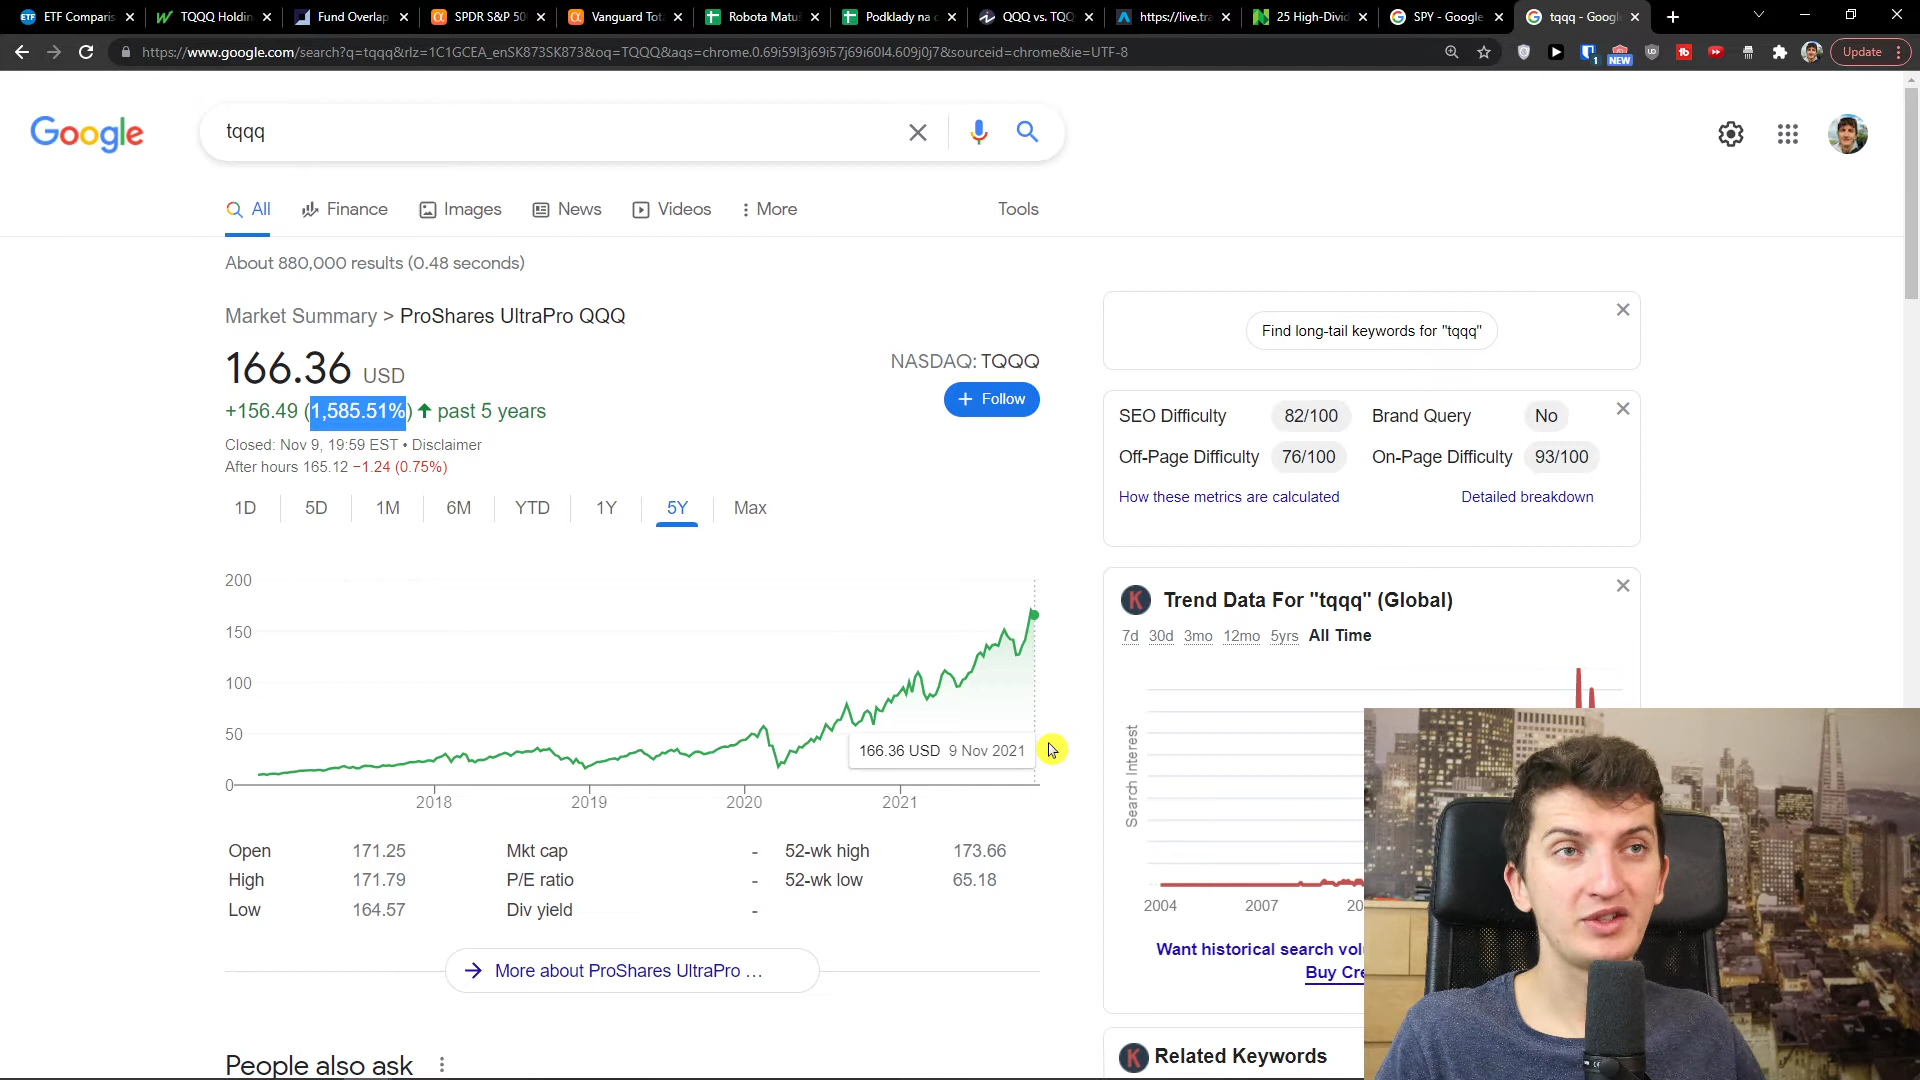 ETF Comparis
TQQQ Holdin
Fund Overlap
SPDR S&P 50
Vanguard Tot
Robota Matu
Podklady na
QQQ vs. TQQ
https://live.tra
25 High-Divid
SPY - Google
tqqq - Googl
https://www.google.com/search?q=tqqq&rlz=1C1GCEA_enSK873SK873&oq=TQQQ&aqs=chrome.0.69i59l3j69i57j69i60l4.609j0j7&sourceid=chrome&ie=UTF-8
1
NEW
Update
Google
tqqq
All
Finance
Images
News
Videos
More
Tools
About 880,000 results (0.48 seconds)
Market Summary > ProShares UltraPro QQQ
166.36 USD
NASDAQ: TQQQ
+156.49 (1,585.51%) past 5 years
+ Follow
Closed: Nov 9, 19:59 EST • Disclaimer
After hours 165.12 −1.24 (0.75%)
1D 5D 1M 6M YTD 1Y 5Y Max
200
150
100
50
0
166.36 USD 9 Nov 2021
2018 2019 2020 2021
Open 171.25 Mkt cap - 52-wk high 173.66
High 171.79 P/E ratio - 52-wk low 65.18
Low 164.57 Div yield -
More about ProShares UltraPro ...
People also ask
Find long-tail keywords for "tqqq"
SEO Difficulty 82/100 Brand Query No
Off-Page Difficulty 76/100 On-Page Difficulty 93/100
How these metrics are calculated Detailed breakdown
K Trend Data For "tqqq" (Global)
7d 30d 3mo 12mo 5yrs All Time
Search Interest
2004 2007 20
Want historical search vol
Buy Cre
K Related Keywords